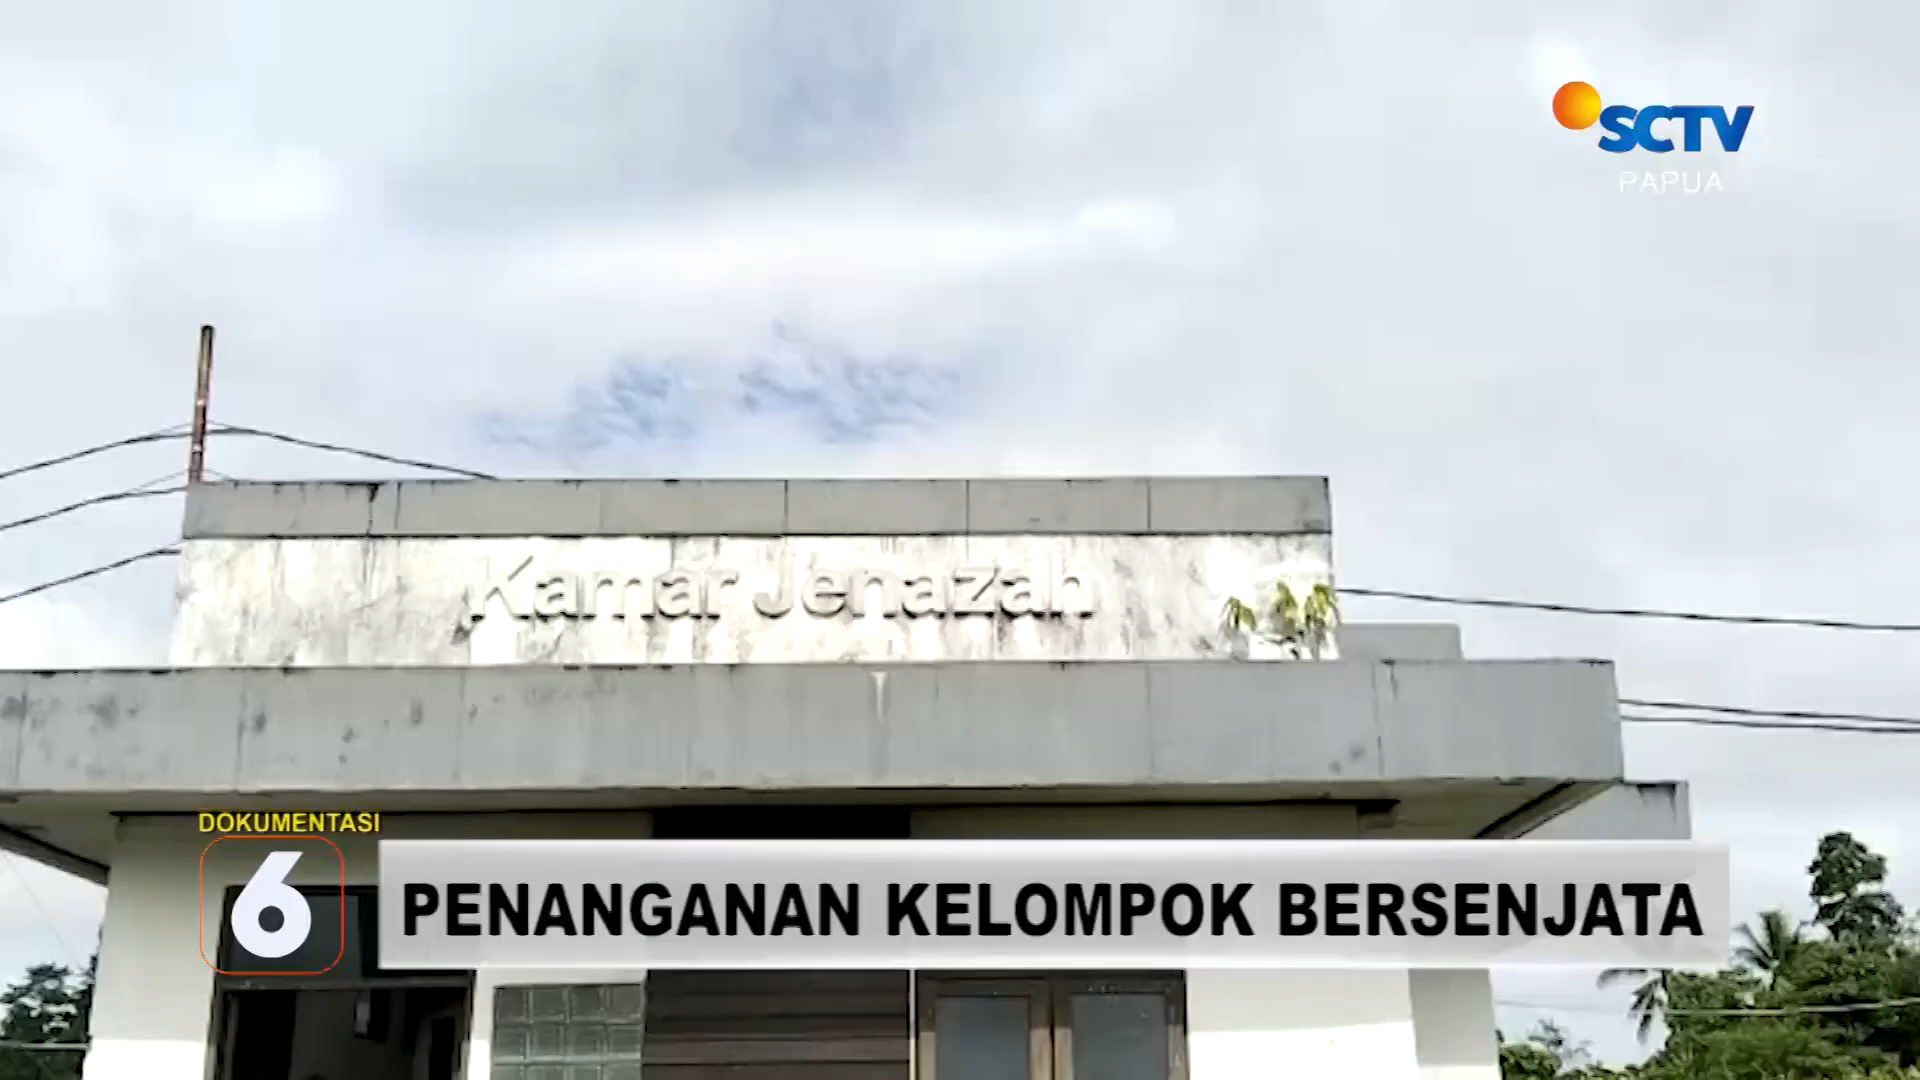 SCTV
PAPUA
Kamar Jenazah
DOKUMENTASI
6
PENANGANAN KELOMPOK BERSENJATA